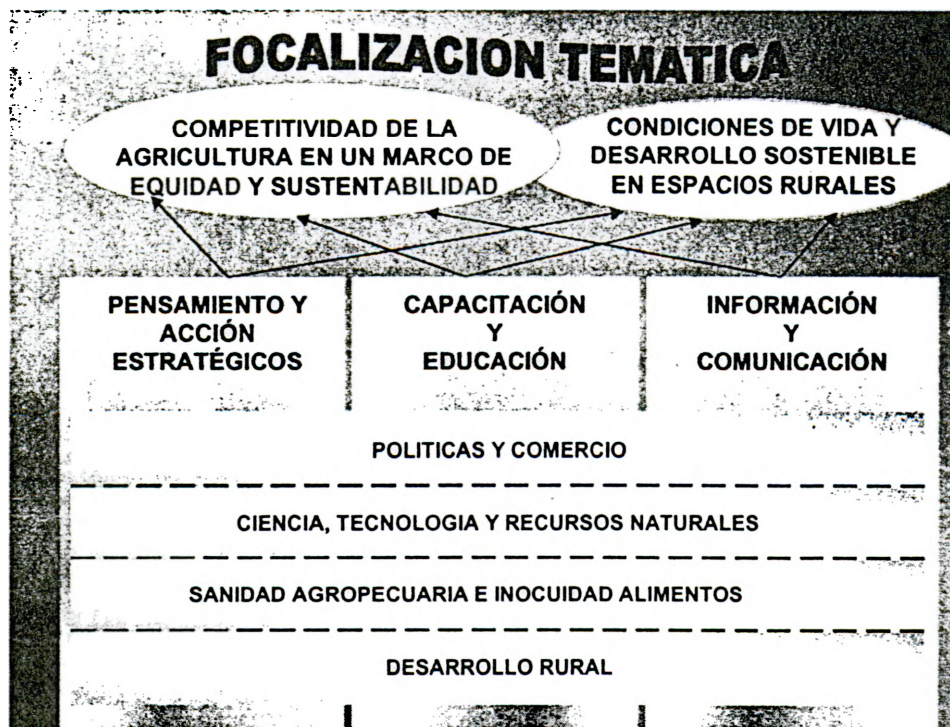 FOCALIZACION TEMATICA
COMPETITIVIDAD DE LA
AGRICULTURA EN UN MARCO DE
EQUIDAD Y SUSTENTABILIDAD
CONDICIONES DE VIDA Y
DESARROLLO SOSTENIBLE
EN ESPACIOS RURALES
PENSAMIENTO Y
ACCIÓN
ESTRATÉGICOS
CAPACITACIÓN
Y
EDUCACIÓN
INFORMACIÓN
Y
COMUNICACIÓN
POLITICAS Y COMERCIO
CIENCIA, TECNOLOGIA Y RECURSOS NATURALES
SANIDAD AGROPECUARIA E INOCUIDAD ALIMENTOS
DESARROLLO RURAL